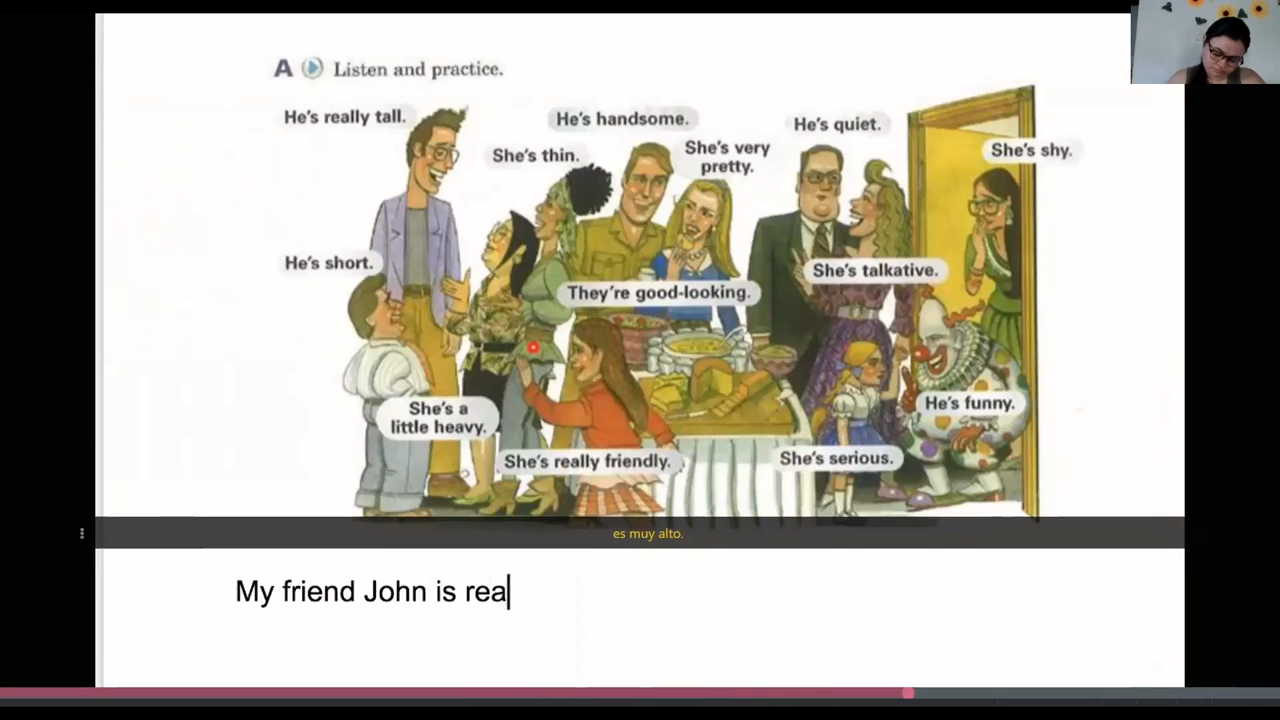 A Listen and practice.
He's really tall.
He's handsome.
He's quiet.
She's thin.
She's very
pretty.
She's shy.
He's short.
She's talkative.
They're good-looking.
She's a
little heavy.
He's funny.
She's really friendly.
She's serious.
es muy alto.
My friend John is rea